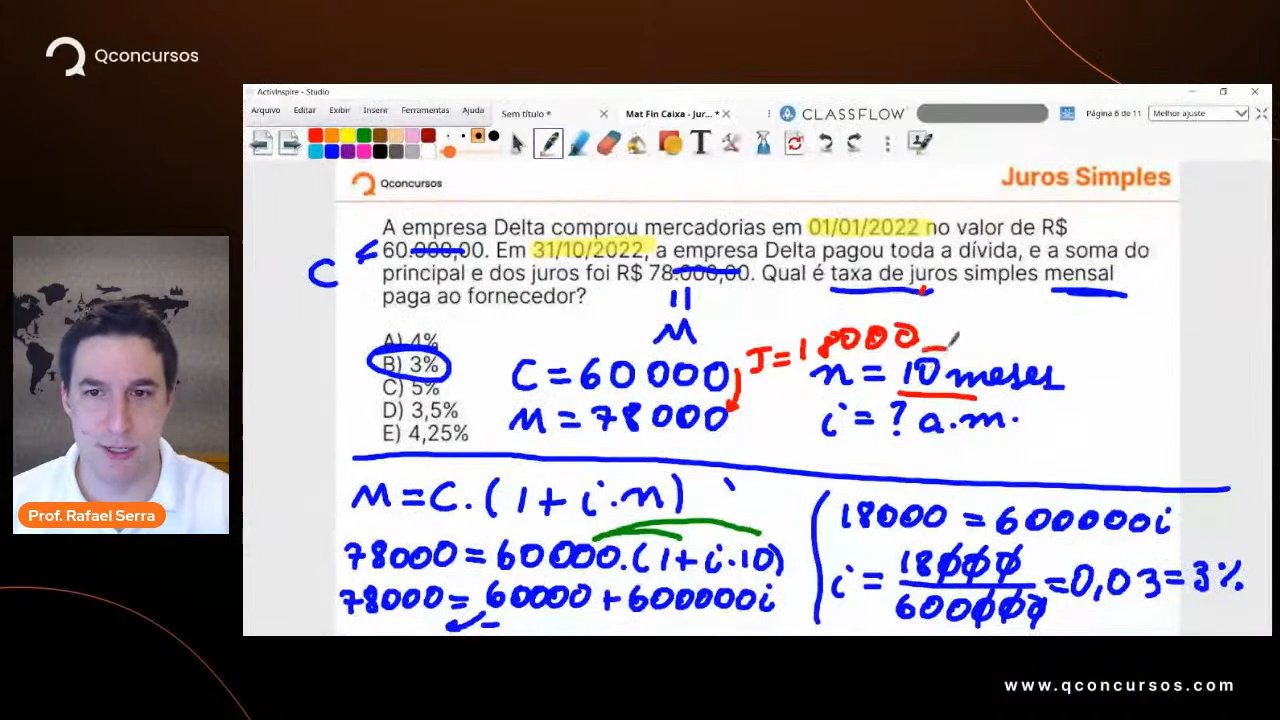 Qconcursos
ActivInspire - Studio
Arquivo Editar Exibir Inserir Ferramentas Ajuda
Sem título *
Mat Fin Caixa - Jur... *
CLASSFLOW
Página 6 de 11
Melhor ajuste
T
Qconcursos
Juros Simples
A empresa Delta comprou mercadorias em 01/01/2022 no valor de R$
60.000,00. Em 31/10/2022, a empresa Delta pagou toda a dívida, e a soma do
principal e dos juros foi R$ 78.000,00. Qual é taxa de juros simples mensal
paga ao fornecedor?
C
M
A) 4%
B) 3%
C) 5%
D) 3,5%
E) 4,25%
C = 60000
M = 78000
J = 18000
n = 10 meses
i = ? a.m.
M = C.(1+i.n)
78000 = 60000.(1+i.10)
78000 = 60000 + 600000i
18000 = 600000i
i = 18000/600000 = 0,03 = 3%
Prof. Rafael Serra
www.qconcursos.com